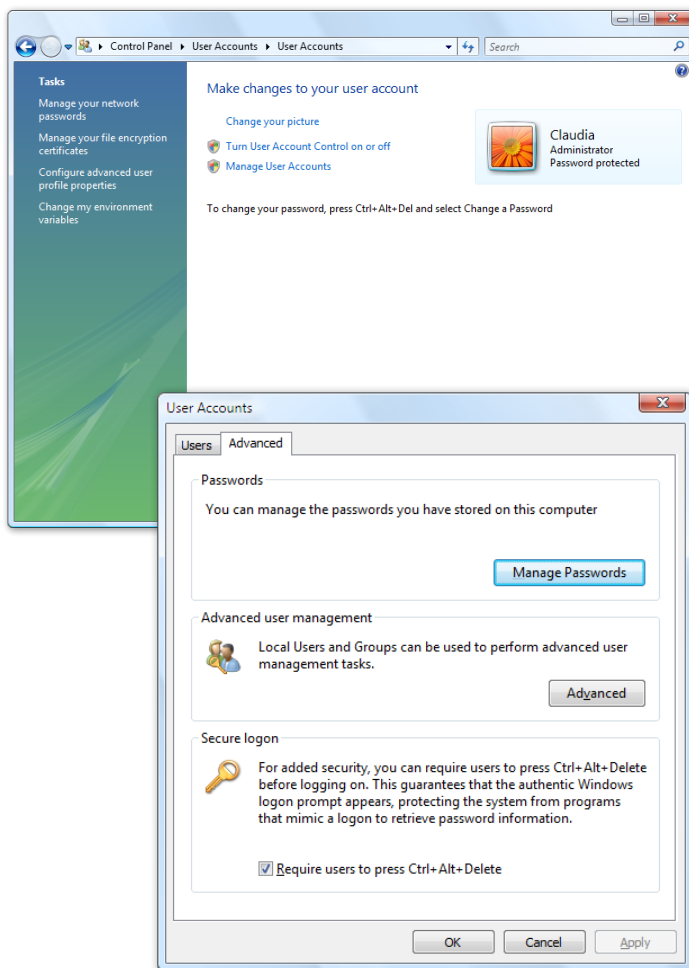 Control Panel ▸ User Accounts ▸ User Accounts
Search
Tasks
Manage your network
passwords
Manage your file encryption
certificates
Configure advanced user
profile properties
Change my environment
variables
Make changes to your user account
Change your picture
Turn User Account Control on or off
Manage User Accounts
Claudia
Administrator
Password protected
To change your password, press Ctrl+Alt+Del and select Change a Password
User Accounts
Users
Advanced
Passwords
You can manage the passwords you have stored on this computer
Manage Passwords
Advanced user management
Local Users and Groups can be used to perform advanced user
management tasks.
Advanced
Secure logon
For added security, you can require users to press Ctrl+Alt+Delete
before logging on. This guarantees that the authentic Windows
logon prompt appears, protecting the system from programs
that mimic a logon to retrieve password information.
Require users to press Ctrl+Alt+Delete
OK
Cancel
Apply